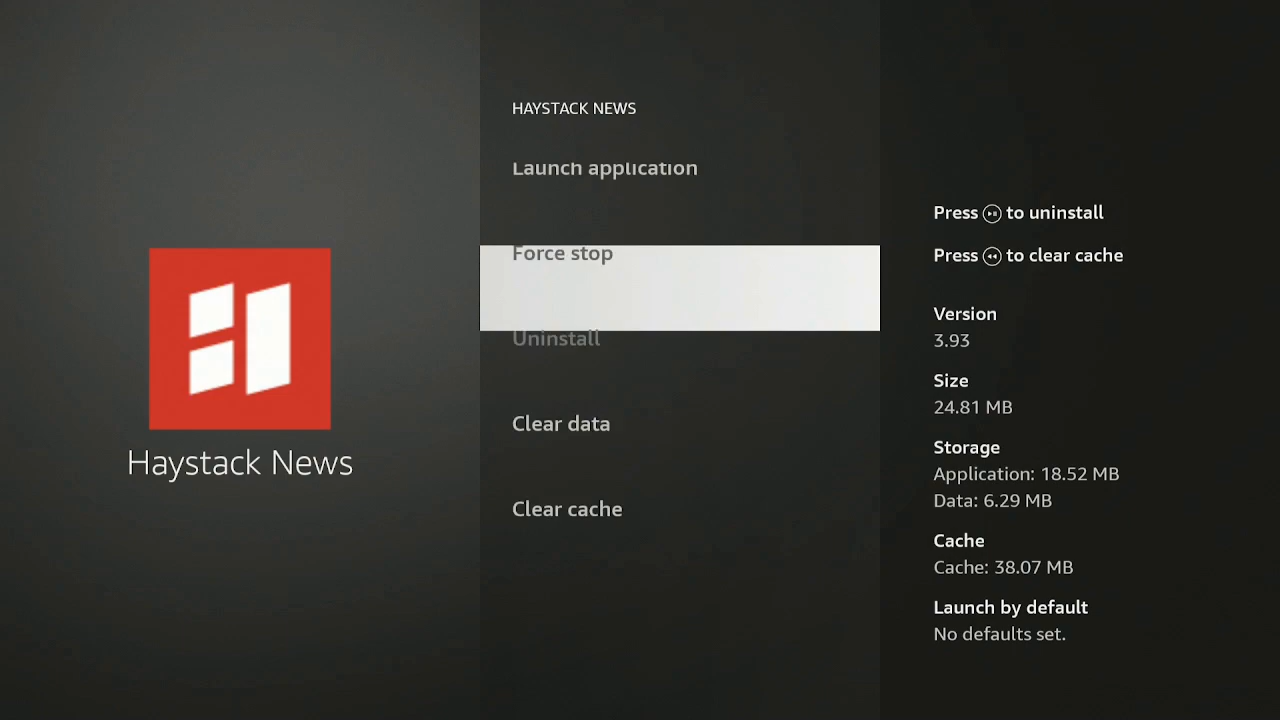 HAYSTACK NEWS
Launch application
Force stop
Uninstall
Clear data
Clear cache
Haystack News
Press to uninstall
Press to clear cache
Version
3.93
Size
24.81 MB
Storage
Application: 18.52 MB
Data: 6.29 MB
Cache
Cache: 38.07 MB
Launch by default
No defaults set.